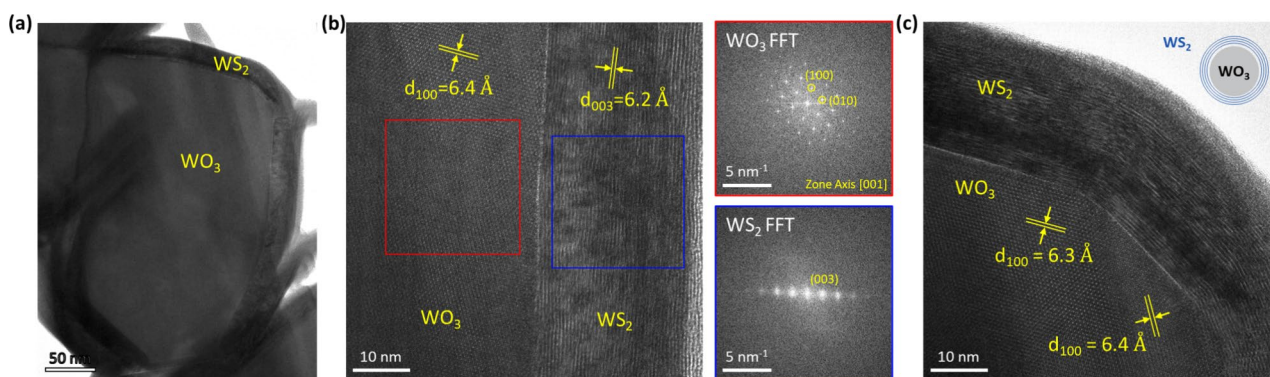 (a)
WS₂
WO₃
50 nm
(b)
d₁₀₀=6.4 Å
d₀₀₃=6.2 Å
WO₃
WS₂
10 nm
WO₃ FFT
(100)
(010)
5 nm⁻¹
Zone Axis [001]
WS₂ FFT
(003)
5 nm⁻¹
(c)
WS₂
WO₃
WS₂
WO₃
d₁₀₀ = 6.3 Å
d₁₀₀ = 6.4 Å
10 nm